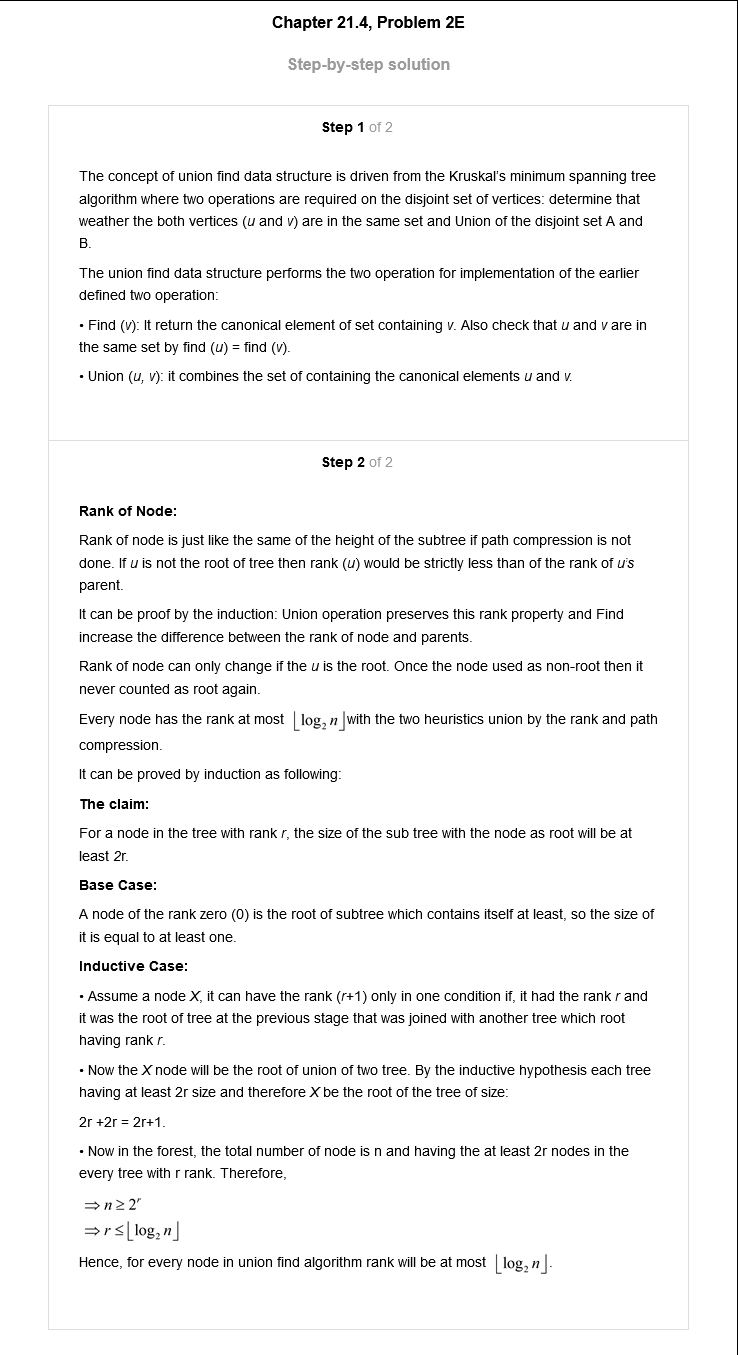 Chapter 21.4, Problem 2E
Step-by-step solution
Step 1 of 2
The concept of union find data structure is driven from the Kruskal's minimum spanning tree
algorithm where two operations are required on the disjoint set of vertices: determine that
weather the both vertices (u and v) are in the same set and Union of the disjoint set A and
B.
The union find data structure performs the two operation for implementation of the earlier
defined two operation:
• Find (v): It return the canonical element of set containing v. Also check that u and v are in
the same set by find (u) = find (v).
• Union (u, v): it combines the set of containing the canonical elements u and v.
Step 2 of 2
Rank of Node:
Rank of node is just like the same of the height of the subtree if path compression is not
done. If u is not the root of tree then rank (u) would be strictly less than of the rank of u's
parent.
It can be proof by the induction: Union operation preserves this rank property and Find
increase the difference between the rank of node and parents.
Rank of node can only change if the u is the root. Once the node used as non-root then it
never counted as root again.
Every node has the rank at most ⌊log₂ n⌋with the two heuristics union by the rank and path
compression.
It can be proved by induction as following:
The claim:
For a node in the tree with rank r, the size of the sub tree with the node as root will be at
least 2r.
Base Case:
A node of the rank zero (0) is the root of subtree which contains itself at least, so the size of
it is equal to at least one.
Inductive Case:
• Assume a node X, it can have the rank (r+1) only in one condition if, it had the rank r and
it was the root of tree at the previous stage that was joined with another tree which root
having rank r.
• Now the X node will be the root of union of two tree. By the inductive hypothesis each tree
having at least 2r size and therefore X be the root of the tree of size:
2r +2r = 2r+1.
• Now in the forest, the total number of node is n and having the at least 2r nodes in the
every tree with r rank. Therefore,
⇒ n ≥ 2ʳ
⇒ r ≤ ⌊log₂ n⌋
Hence, for every node in union find algorithm rank will be at most ⌊log₂ n⌋.